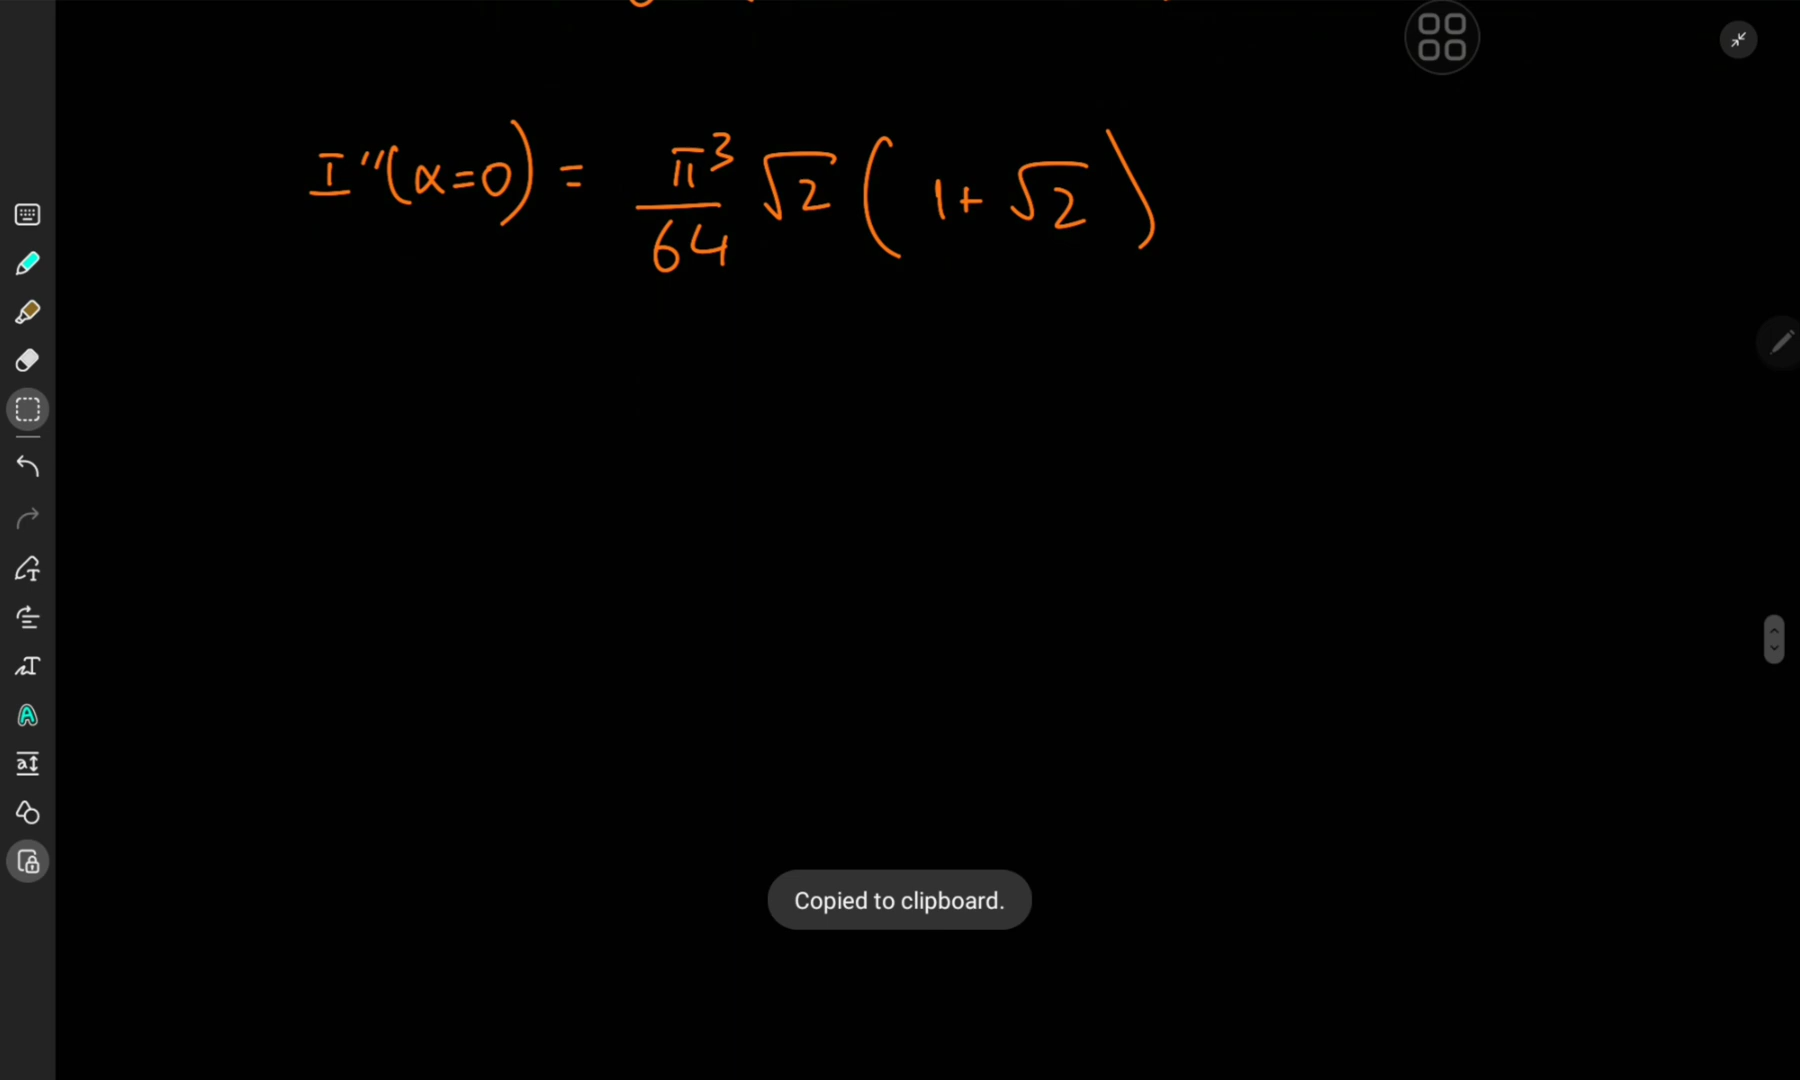 I''(α=0) = π³/64 √2 (1+√2)
Copied to clipboard.